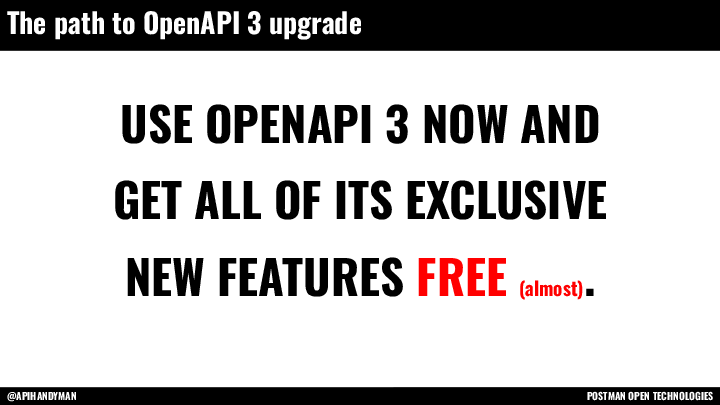 The path to OpenAPI 3 upgrade
USE OPENAPI 3 NOW AND
GET ALL OF ITS EXCLUSIVE
NEW FEATURES FREE (almost).
@APIHANDYMAN
POSTMAN OPEN TECHNOLOGIES